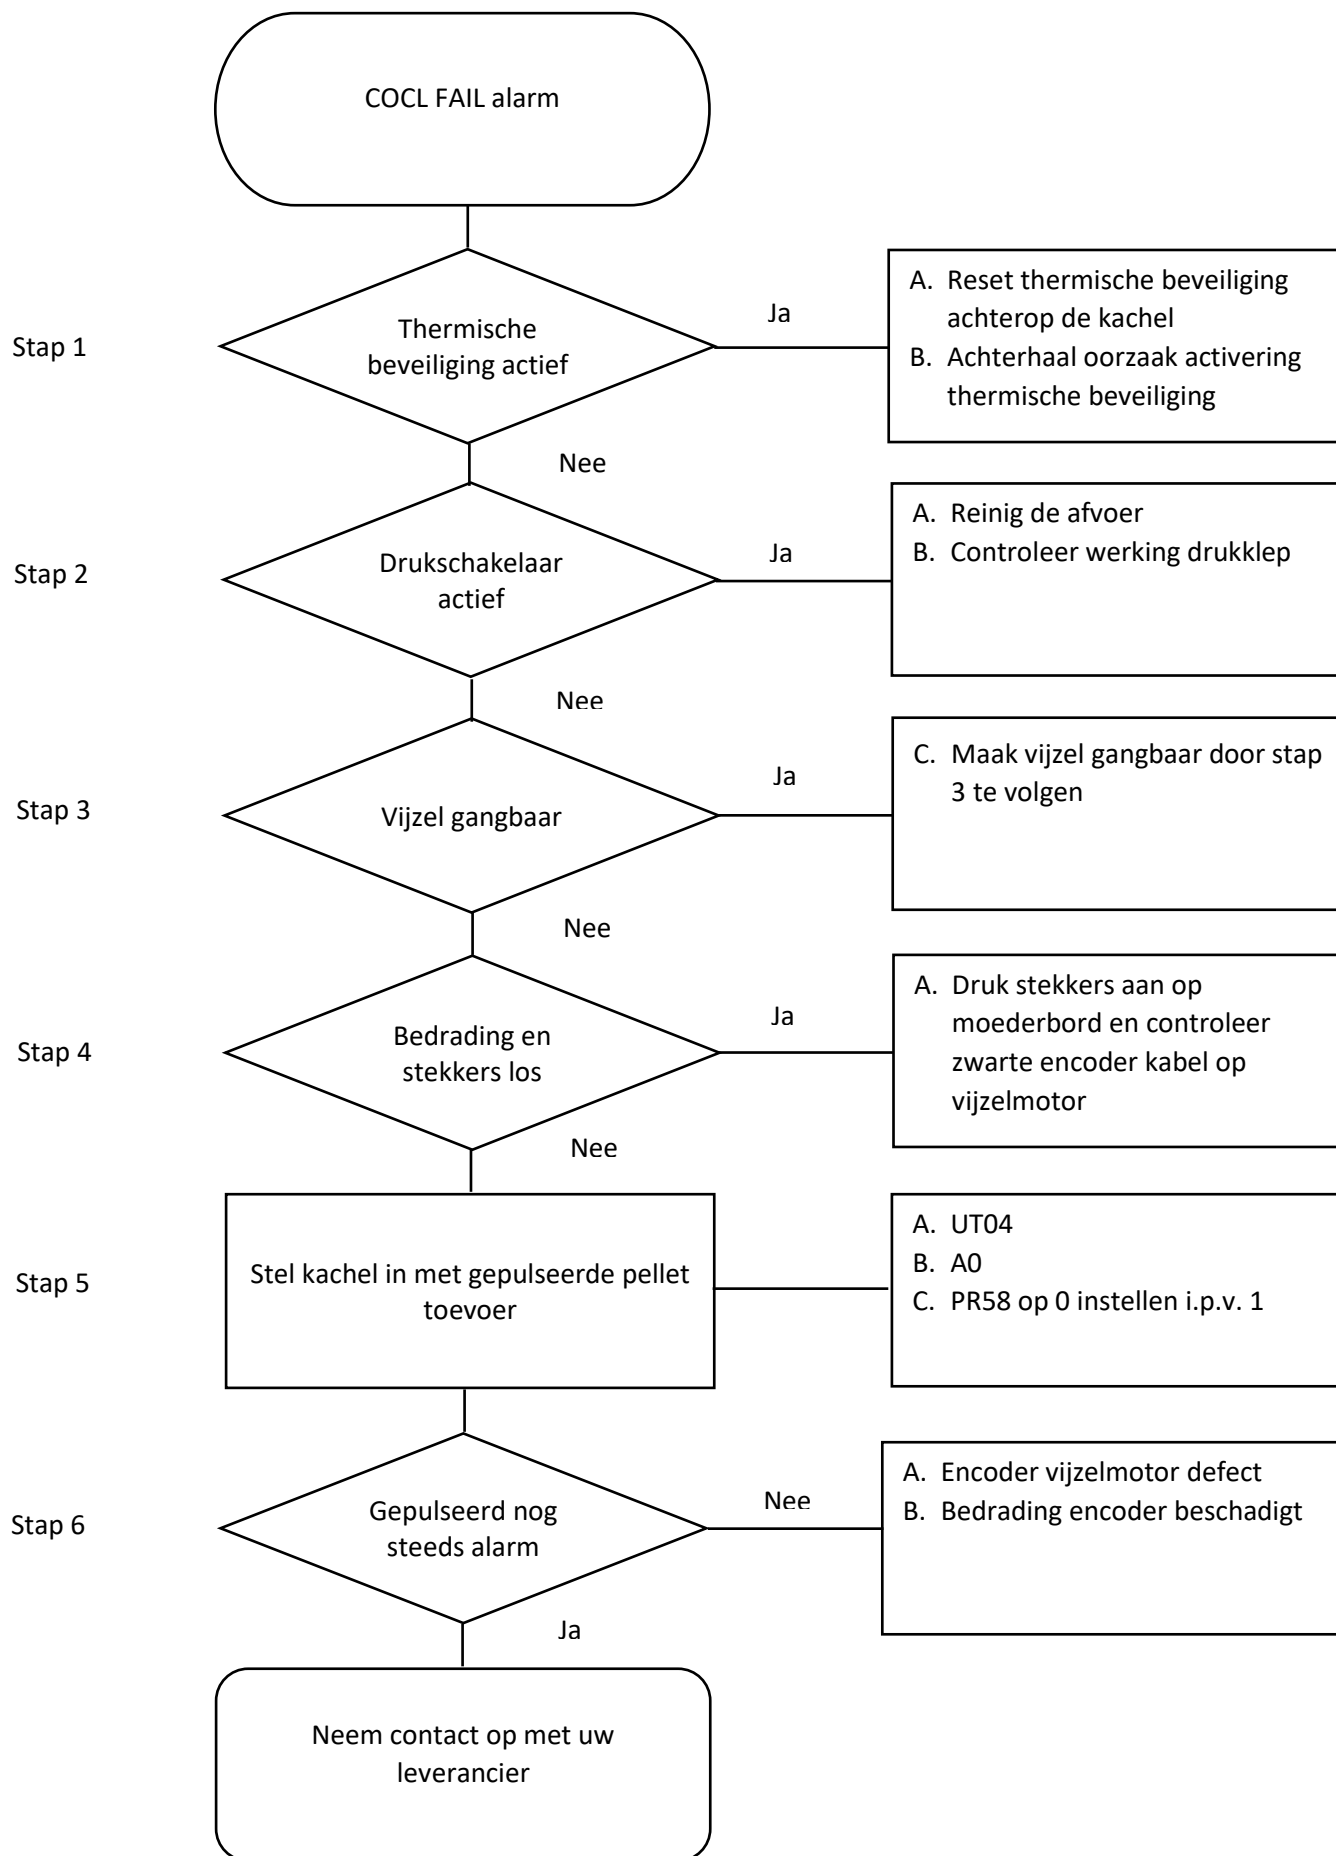 COCL FAIL alarm
Stap 1
Thermische
beveiliging actief
Ja
A. Reset thermische beveiliging
achterop de kachel
B. Achterhaal oorzaak activering
thermische beveiliging
Nee
Stap 2
Drukschakelaar
actief
Ja
A. Reinig de afvoer
B. Controleer werking drukklep
Nee
Stap 3
Vijzel gangbaar
Ja
C. Maak vijzel gangbaar door stap
3 te volgen
Nee
Stap 4
Bedrading en
stekkers los
Ja
A. Druk stekkers aan op
moederbord en controleer
zwarte encoder kabel op
vijzelmotor
Nee
Stap 5
Stel kachel in met gepulseerde pellet
toevoer
A. UT04
B. A0
C. PR58 op 0 instellen i.p.v. 1
Stap 6
Gepulseerd nog
steeds alarm
Nee
A. Encoder vijzelmotor defect
B. Bedrading encoder beschadigt
Ja
Neem contact op met uw
leverancier